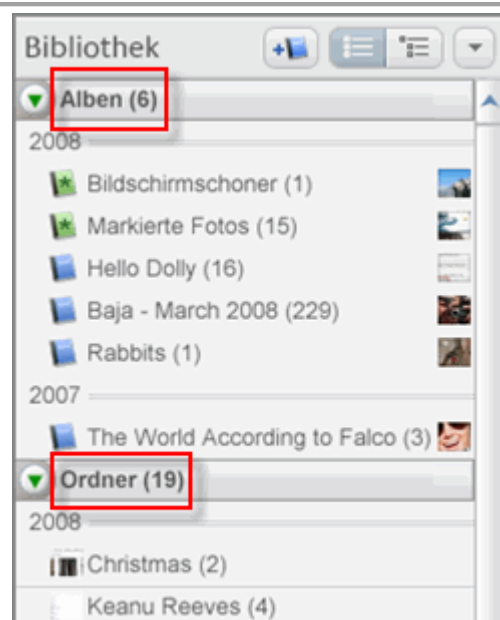 Bibliothek
Alben (6)
2008
Bildschirmschoner (1)
Markierte Fotos (15)
Hello Dolly (16)
Baja - March 2008 (229)
Rabbits (1)
2007
The World According to Falco (3)
Ordner (19)
2008
Christmas (2)
Keanu Reeves (4)